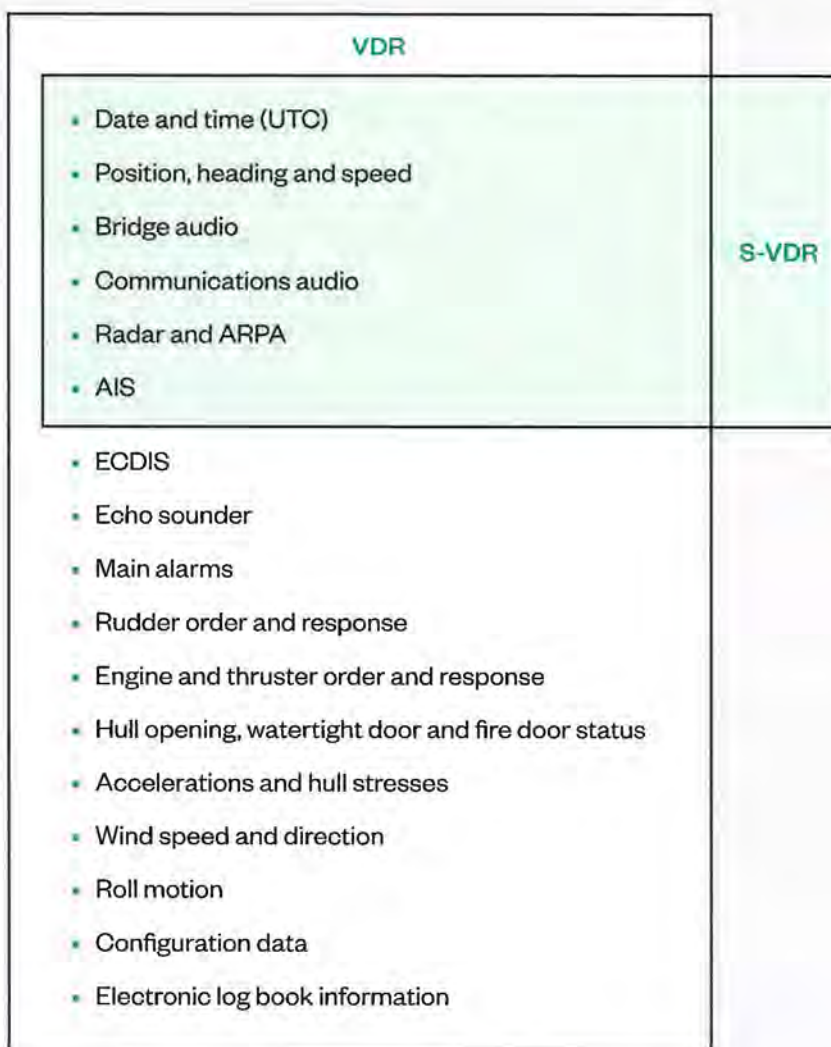 VDR
• Date and time (UTC)
• Position, heading and speed
• Bridge audio
• Communications audio
• Radar and ARPA
• AIS
S-VDR
• ECDIS
• Echo sounder
• Main alarms
• Rudder order and response
• Engine and thruster order and response
• Hull opening, watertight door and fire door status
• Accelerations and hull stresses
• Wind speed and direction
• Roll motion
• Configuration data
• Electronic log book information